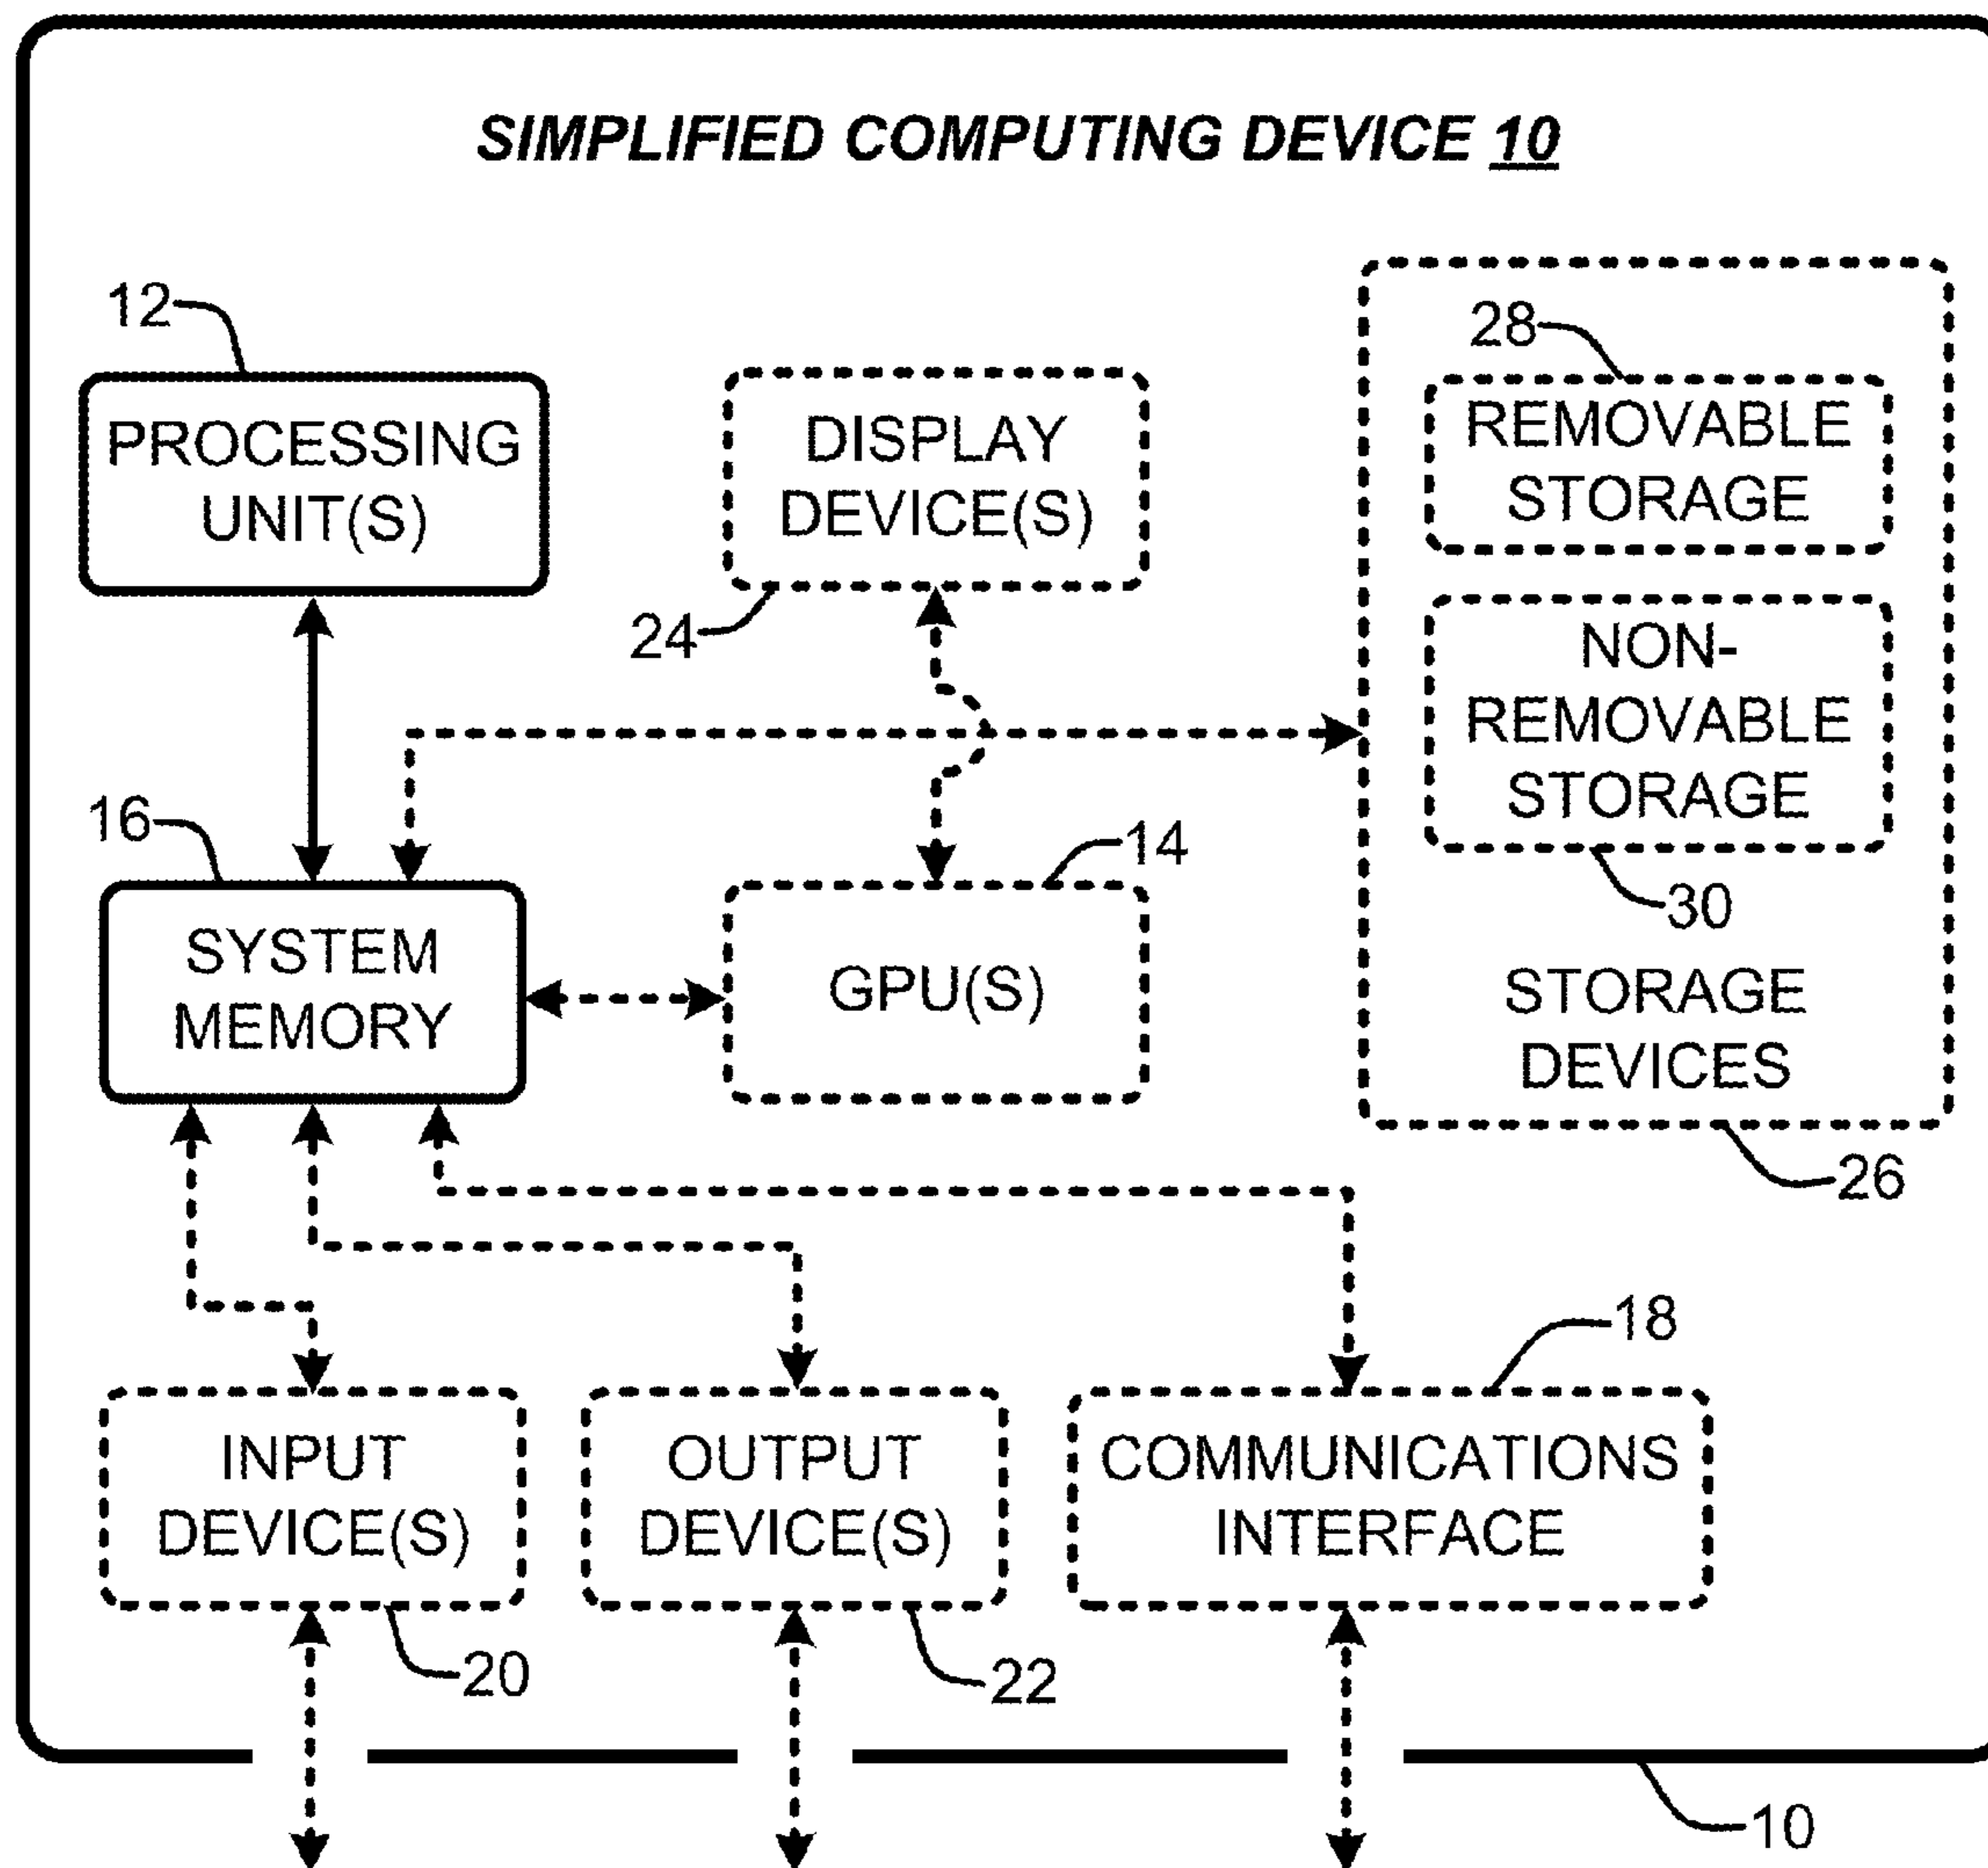 SIMPLIFIED COMPUTING DEVICE 10
12
PROCESSING
UNIT(S)
DISPLAY
DEVICE(S)
24
28
REMOVABLE
STORAGE
NON-
REMOVABLE
STORAGE
30
STORAGE
DEVICES
26
16
SYSTEM
MEMORY
14
GPU(S)
18
INPUT
DEVICE(S)
20
OUTPUT
DEVICE(S)
22
COMMUNICATIONS
INTERFACE
10